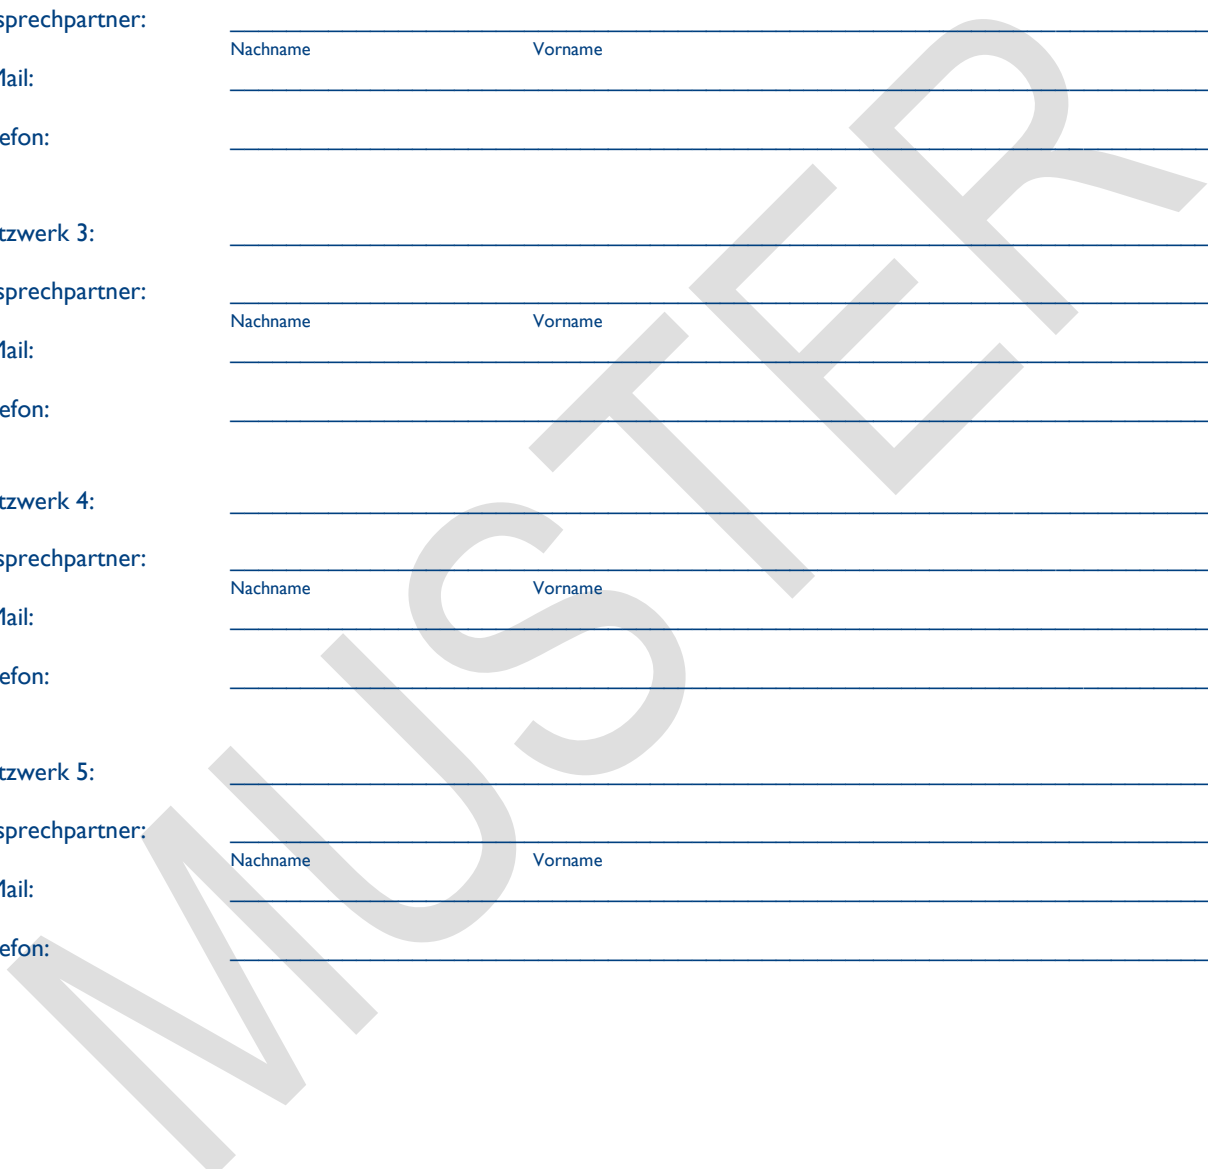 sprechpartner:
Nachname Vorname
Mail:
efon:
tzwerk 3:
sprechpartner:
Nachname Vorname
Mail:
efon:
tzwerk 4:
sprechpartner:
Nachname Vorname
Mail:
efon:
tzwerk 5:
sprechpartner:
Nachname Vorname
Mail:
efon:
MUSTER